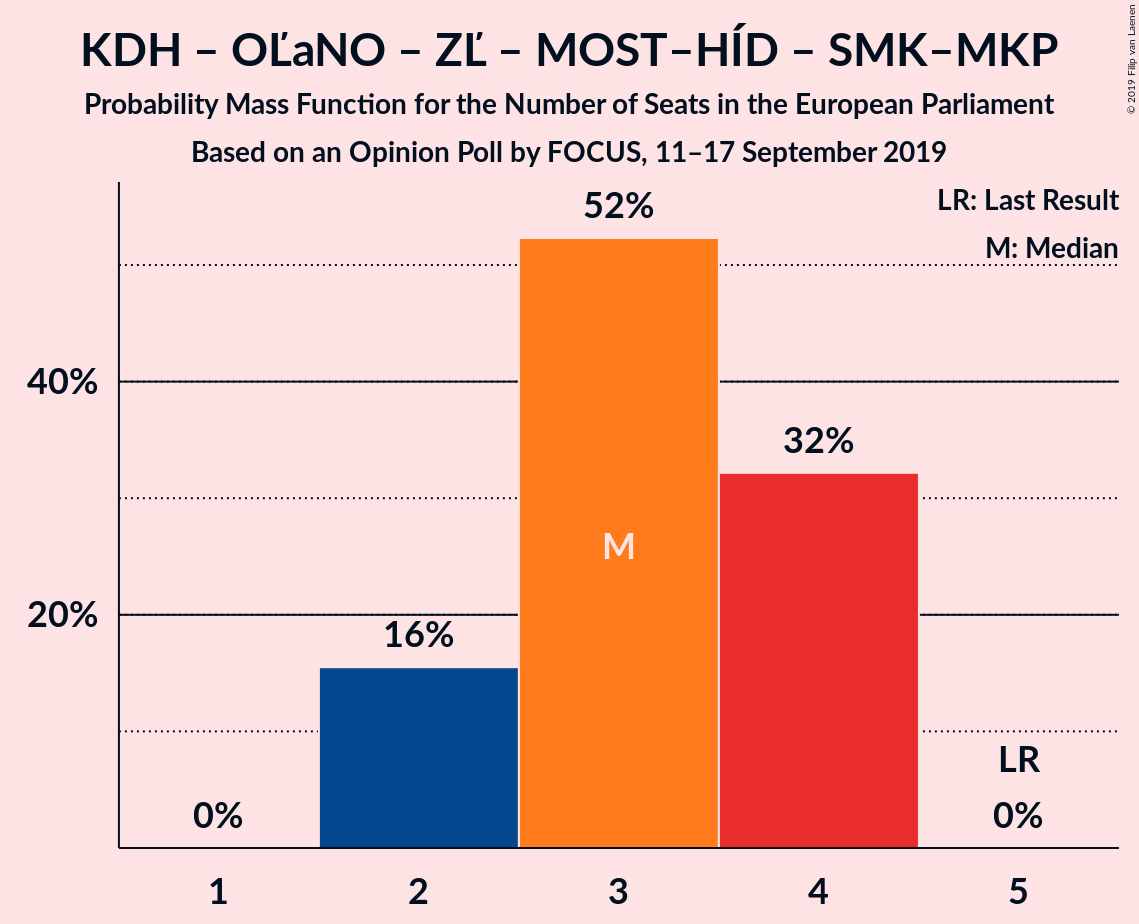 KDH – OĽaNO – ZĽ – MOST–HÍD – SMK–MKP
Probability Mass Function for the Number of Seats in the European Parliament
Based on an Opinion Poll by FOCUS, 11–17 September 2019
© 2019 Filip van Laenen
LR: Last Result
M: Median
52%
40%
32%
M
20%
16%
LR
0%
0%
1
2
3
4
5